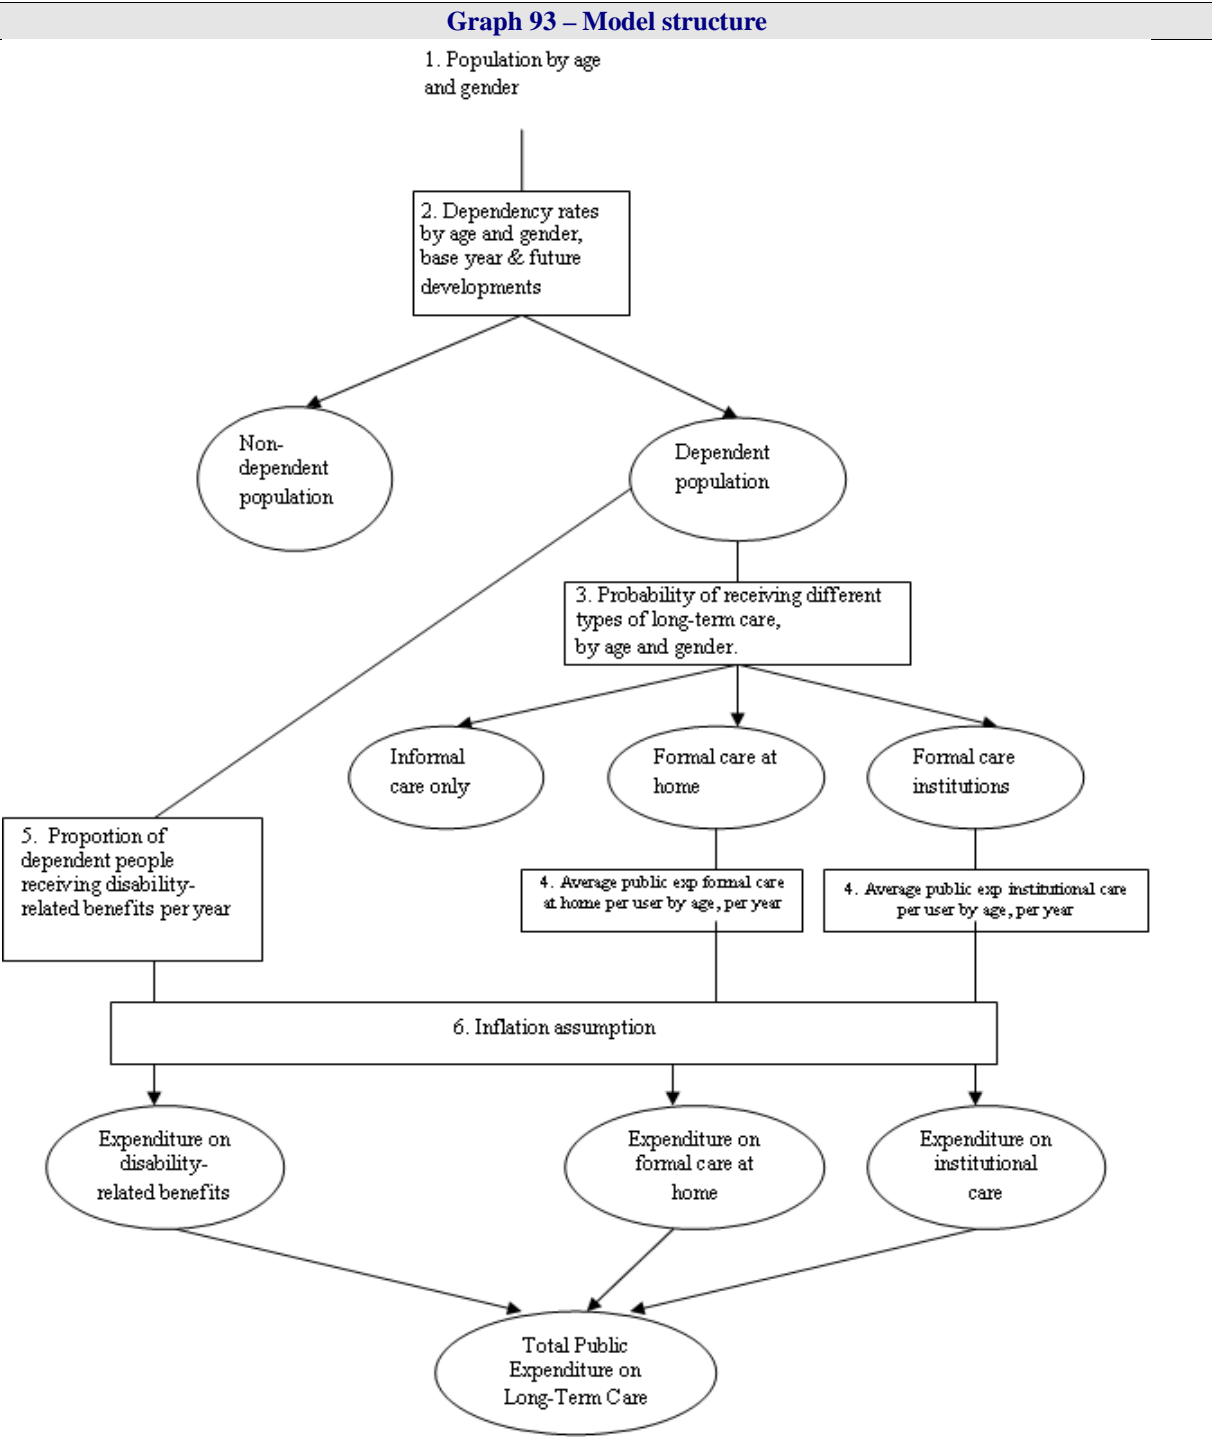 Graph 93 – Model structure
1. Population by age
and gender
2. Dependency rates
by age and gender,
base year & future
developments
Non-
dependent
population
Dependent
population
3. Probability of receiving different
types of long-term care,
by age and gender.
Informal
care only
Formal care at
home
Formal care
institutions
5. Proportion of
dependent people
receiving disability-
related benefits per year
4. Average public exp formal care
at home per user by age, per year
4. Average public exp institutional care
per user by age, per year
6. Inflation assumption
Expenditure on
disability-
related benefits
Expenditure on
formal care at
home
Expenditure on
institutional
care
Total Public
Expenditure on
Long-Term Care